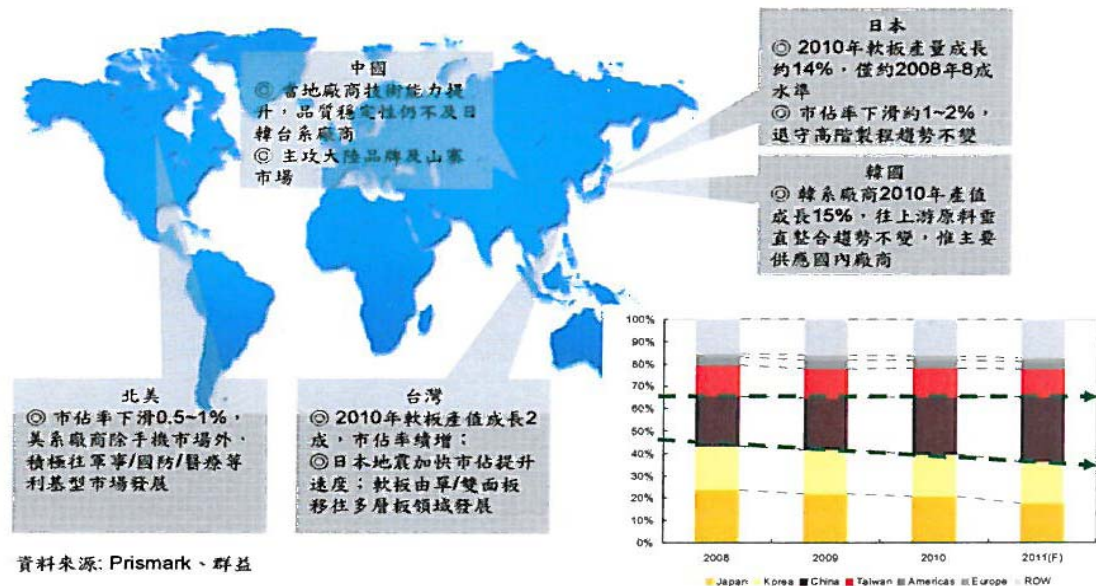 中國
◎ 當地廠商技術能力提
升，品質穩定性仍不及日
韓台系廠商
◎ 主攻大陸品牌及山寨
市場
日本
◎ 2010年軟板產量成長
約14%，僅約2008年8成
水準
◎ 市佔率下滑約1~2%，
退守高階製程趨勢不變
韓國
◎ 韓系廠商2010年產值
成長15%，往上游原料垂
直整合趨勢不變，惟主要
供應國內廠商
北美
◎ 市佔率下滑0.5~1%，
美系廠商除手機市場外，
積極往軍事/國防/醫療等
利基型市場發展
台灣
◎ 2010年軟板產值成長2
成，市佔率續增；
◎日本地震加快市佔提升
速度；軟板由單/雙面板
移往多層板領域發展
100%
90%
80%
70%
60%
50%
40%
30%
20%
10%
0%
2008 2009 2010 2011(F)
Japan Korea China Taiwan Americas Europe ROW
資料來源: Prismark、群益